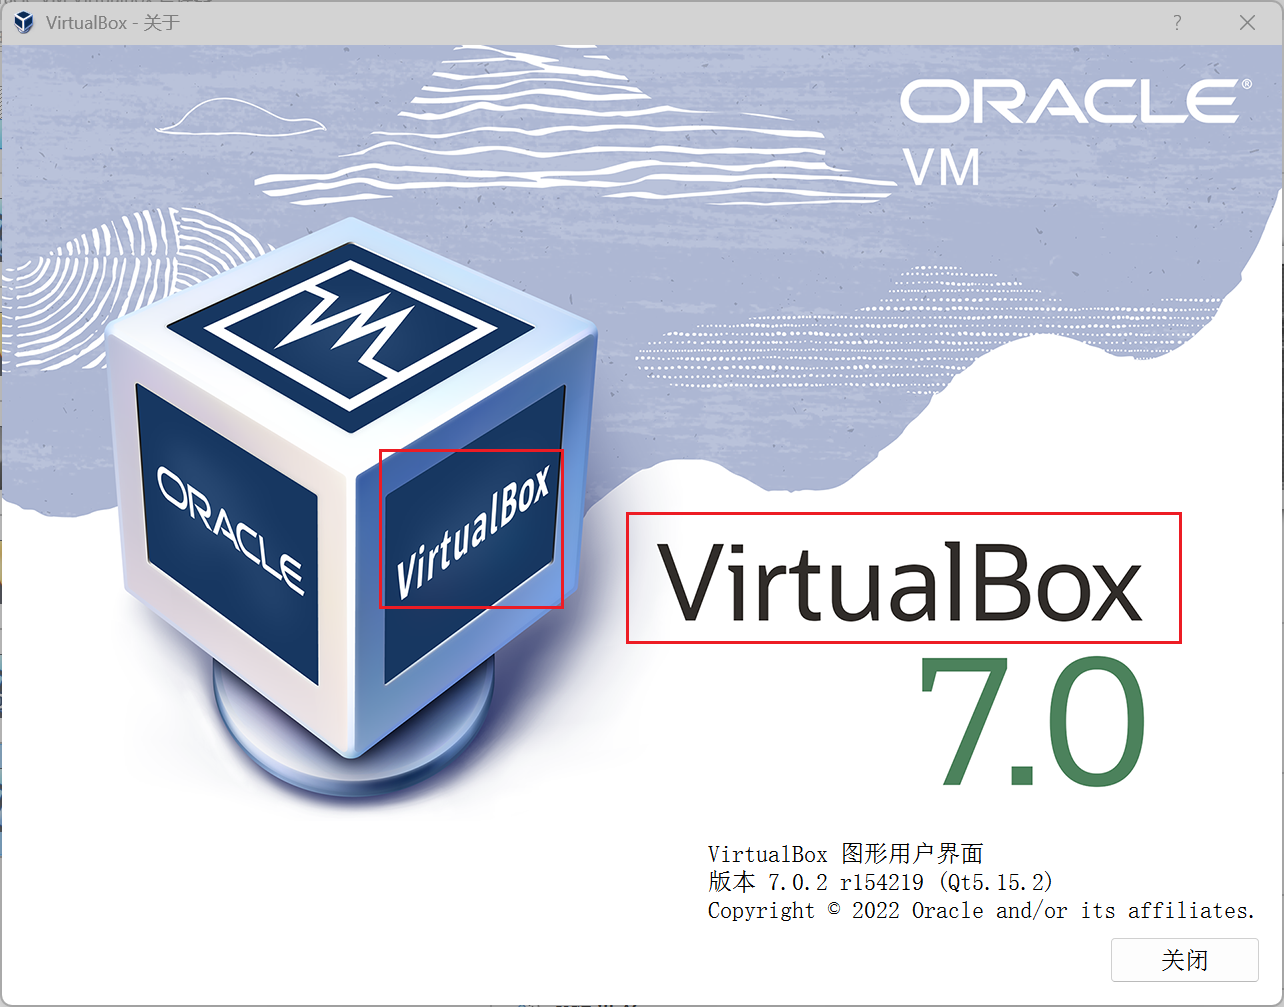 VirtualBox - 关于
ORACLE®
VM
ORACLE
VirtualBox
VirtualBox
7.0
VirtualBox 图形用户界面
版本 7.0.2 r154219 (Qt5.15.2)
Copyright © 2022 Oracle and/or its affiliates.
关闭